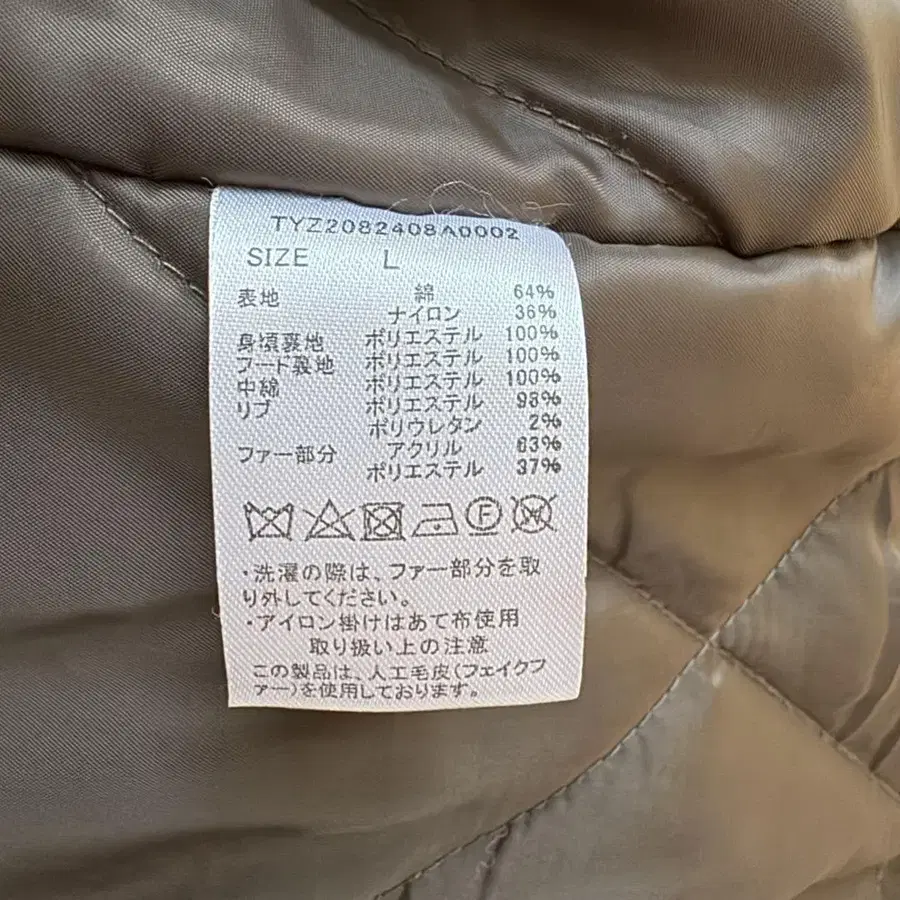 TYZ2082408A0002
SIZE L
表地 綿 64%
ナイロン 36%
身頃裏地 ポリエステル 100%
フード裏地 ポリエステル 100%
中綿 ポリエステル 100%
リブ ポリエステル 98%
ポリウレタン 2%
ファー部分 アクリル 63%
ポリエステル 37%
F W
・洗濯の際は、ファー部分を取
り外してください。
・アイロン掛けはあて布使用
取り扱い上の注意
この製品は、人工毛皮(フェイクフ
ァー)を使用しております。